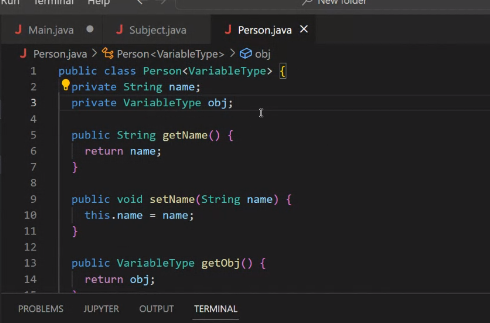 Run Terminal Help New folder
Main.java Subject.java Person.java
Person.java > Person<VariableType> > obj
1 public class Person<VariableType> {
2 private String name;
3 private VariableType obj;
4
5 public String getName() {
6 return name;
7 }
8
9 public void setName(String name) {
10 this.name = name;
11 }
12
13 public VariableType getObj() {
14 return obj;
15 }
PROBLEMS JUPYTER OUTPUT TERMINAL